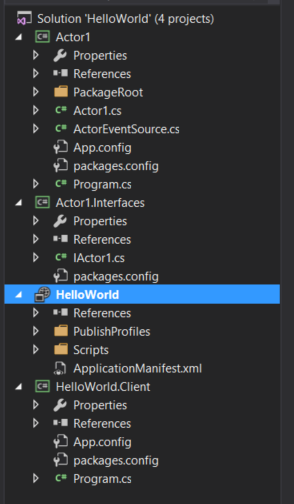 Solution 'HelloWorld' (4 projects)
C# Actor1
Properties
References
PackageRoot
C# Actor1.cs
C# ActorEventSource.cs
App.config
packages.config
C# Program.cs
C# Actor1.Interfaces
Properties
References
C# IActor1.cs
packages.config
HelloWorld
References
PublishProfiles
Scripts
ApplicationManifest.xml
C# HelloWorld.Client
Properties
References
App.config
packages.config
C# Program.cs